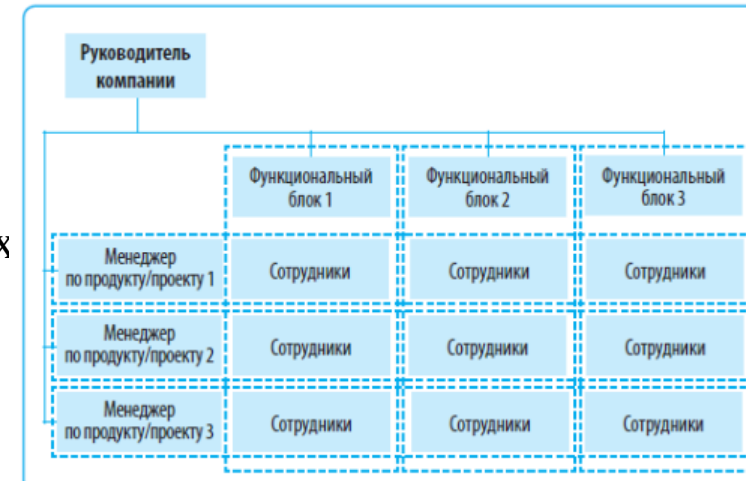 Руководитель
компании
Функциональный
блок 1
Функциональный
блок 2
Функциональный
блок 3
х
Менеджер
по продукту/проекту 1
Сотрудники
Сотрудники
Сотрудники
Менеджер
по продукту/проекту 2
Сотрудники
Сотрудники
Сотрудники
Менеджер
по продукту/проекту 3
Сотрудники
Сотрудники
Сотрудники